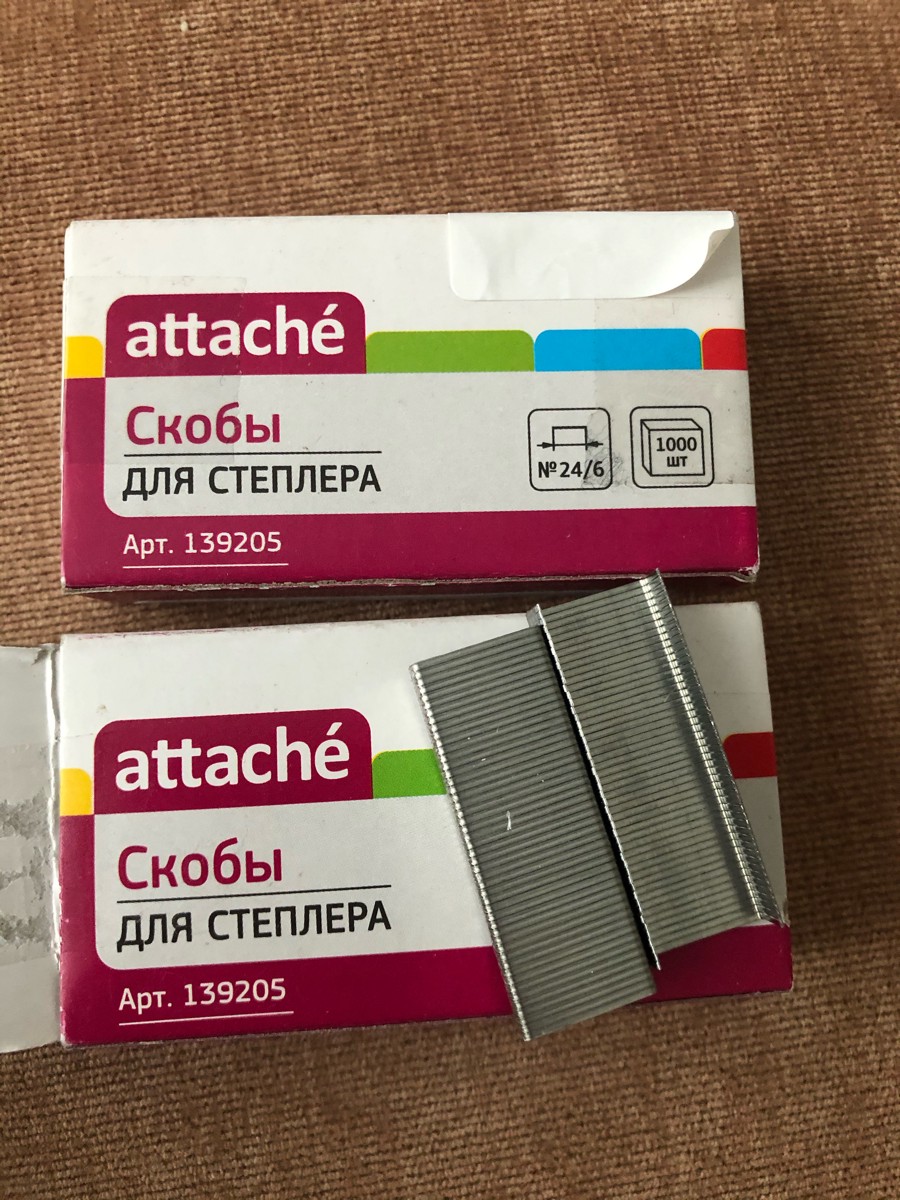 attaché
Скобы
ДЛЯ СТЕПЛЕРА
№24/6
1000
шт
Арт. 139205
attaché
Скобы
ДЛЯ СТЕПЛЕРА
Арт. 139205